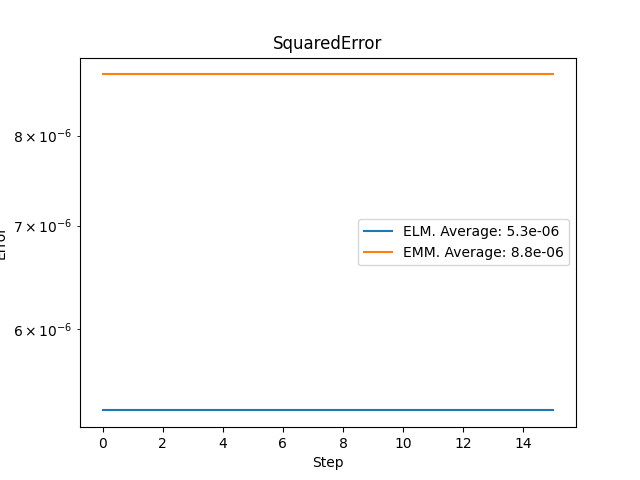 SquaredError
8 × 10⁻⁶
7 × 10⁻⁶
6 × 10⁻⁶
Error
ELM. Average: 5.3e-06
EMM. Average: 8.8e-06
0 2 4 6 8 10 12 14
Step